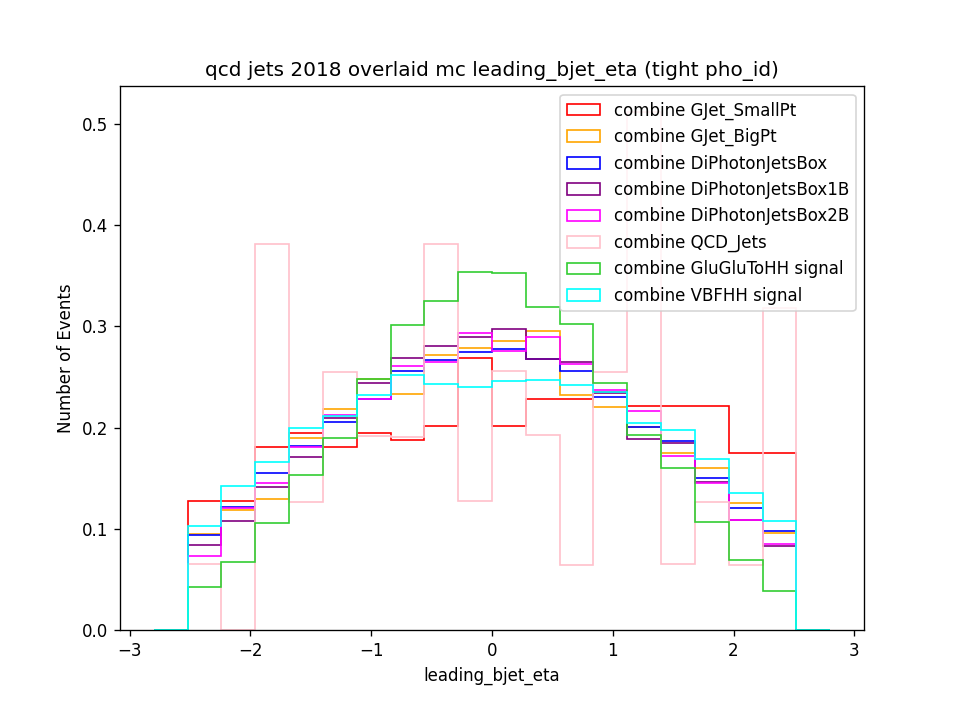 qcd jets 2018 overlaid mc leading_bjet_eta (tight pho_id)
combine GJet_SmallPt
combine GJet_BigPt
combine DiPhotonJetsBox
combine DiPhotonJetsBox1B
combine DiPhotonJetsBox2B
combine QCD_Jets
combine GluGluToHH signal
combine VBFHH signal
Number of Events
0.5
0.4
0.3
0.2
0.1
0.0
−3 −2 −1 0 1 2 3
leading_bjet_eta